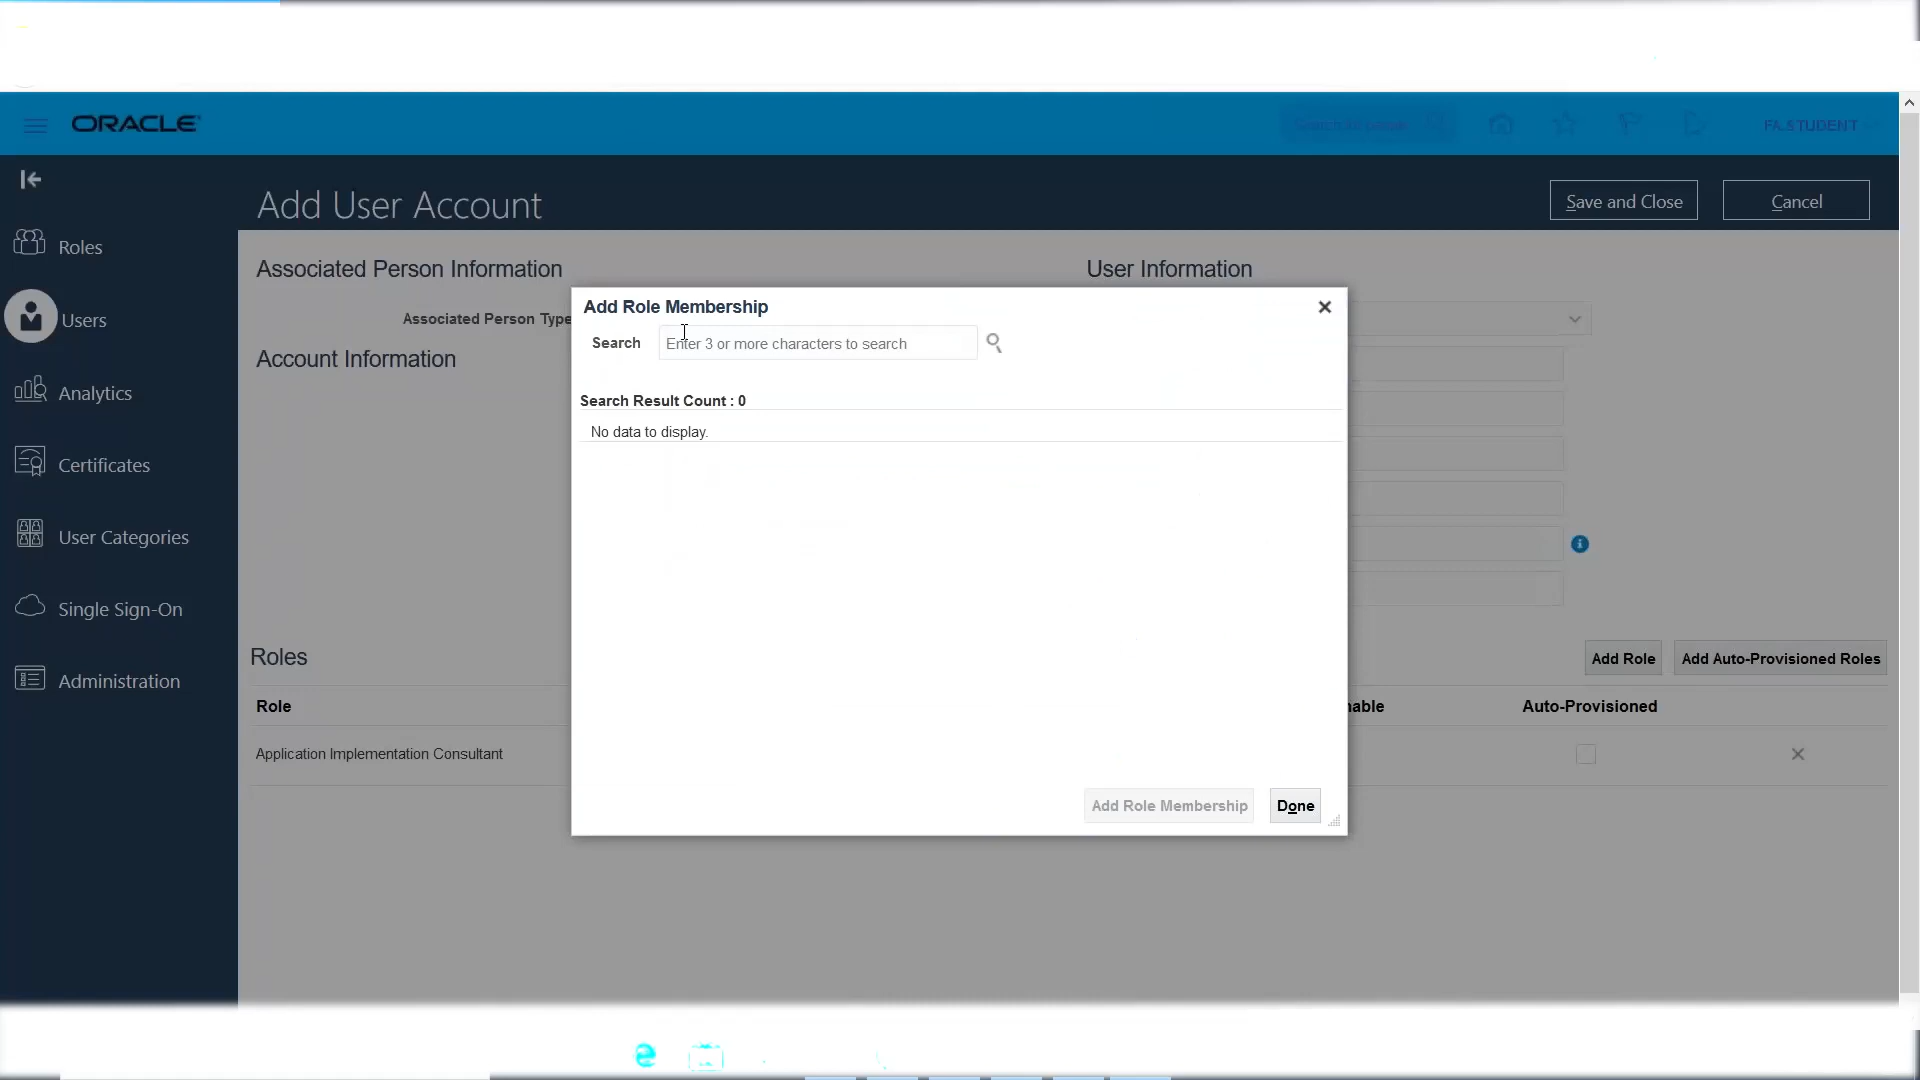 ORACLE
FA.STUDENT
Add User Account
Save and Close
Cancel
Roles
Users
Analytics
Certificates
User Categories
Single Sign-On
Administration
Associated Person Information
User Information
Associated Person Type
Account Information
Add Role Membership
Search
Enter 3 or more characters to search
Search Result Count : 0
No data to display.
Add Role Membership
Done
Roles
Add Role
Add Auto-Provisioned Roles
Role
nable
Auto-Provisioned
Application Implementation Consultant